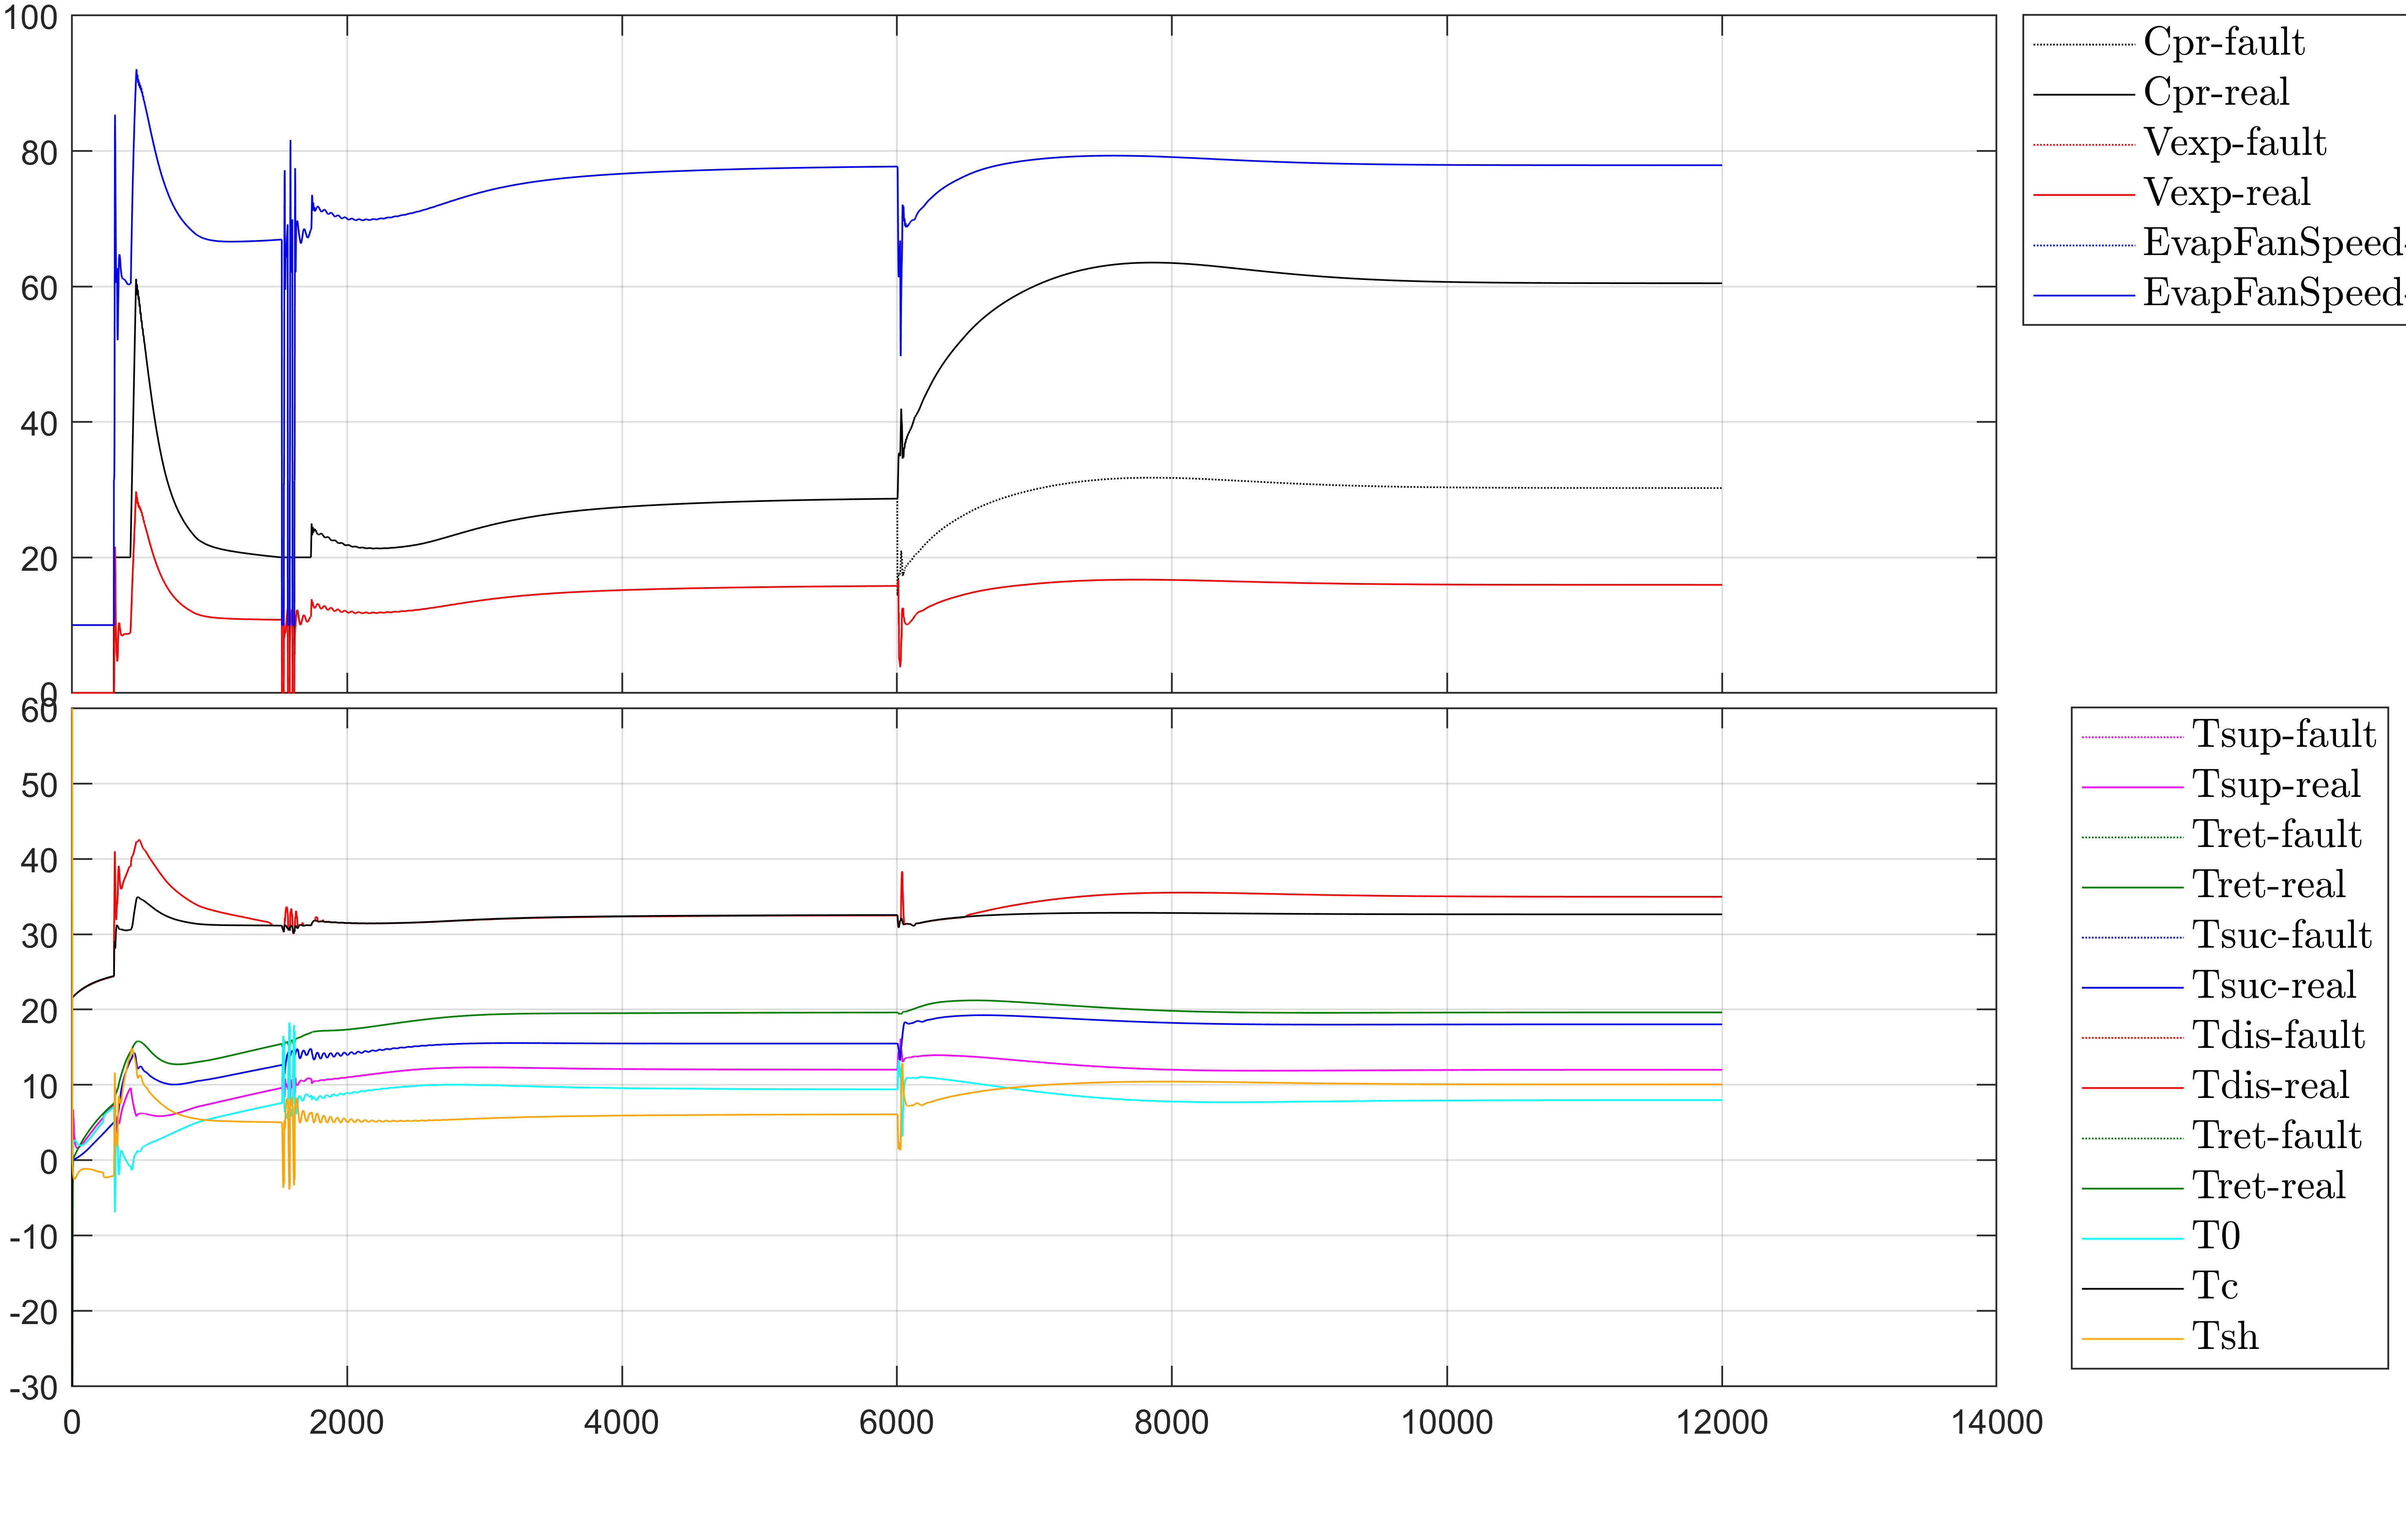 100
80
60
40
20
0
Cpr-fault
Cpr-real
Vexp-fault
Vexp-real
EvapFanSpeed-
EvapFanSpeed-
60
50
40
30
20
10
0
-10
-20
-30
0 2000 4000 6000 8000 10000 12000 14000
Tsup-fault
Tsup-real
Tret-fault
Tret-real
Tsuc-fault
Tsuc-real
Tdis-fault
Tdis-real
Tret-fault
Tret-real
T0
Tc
Tsh